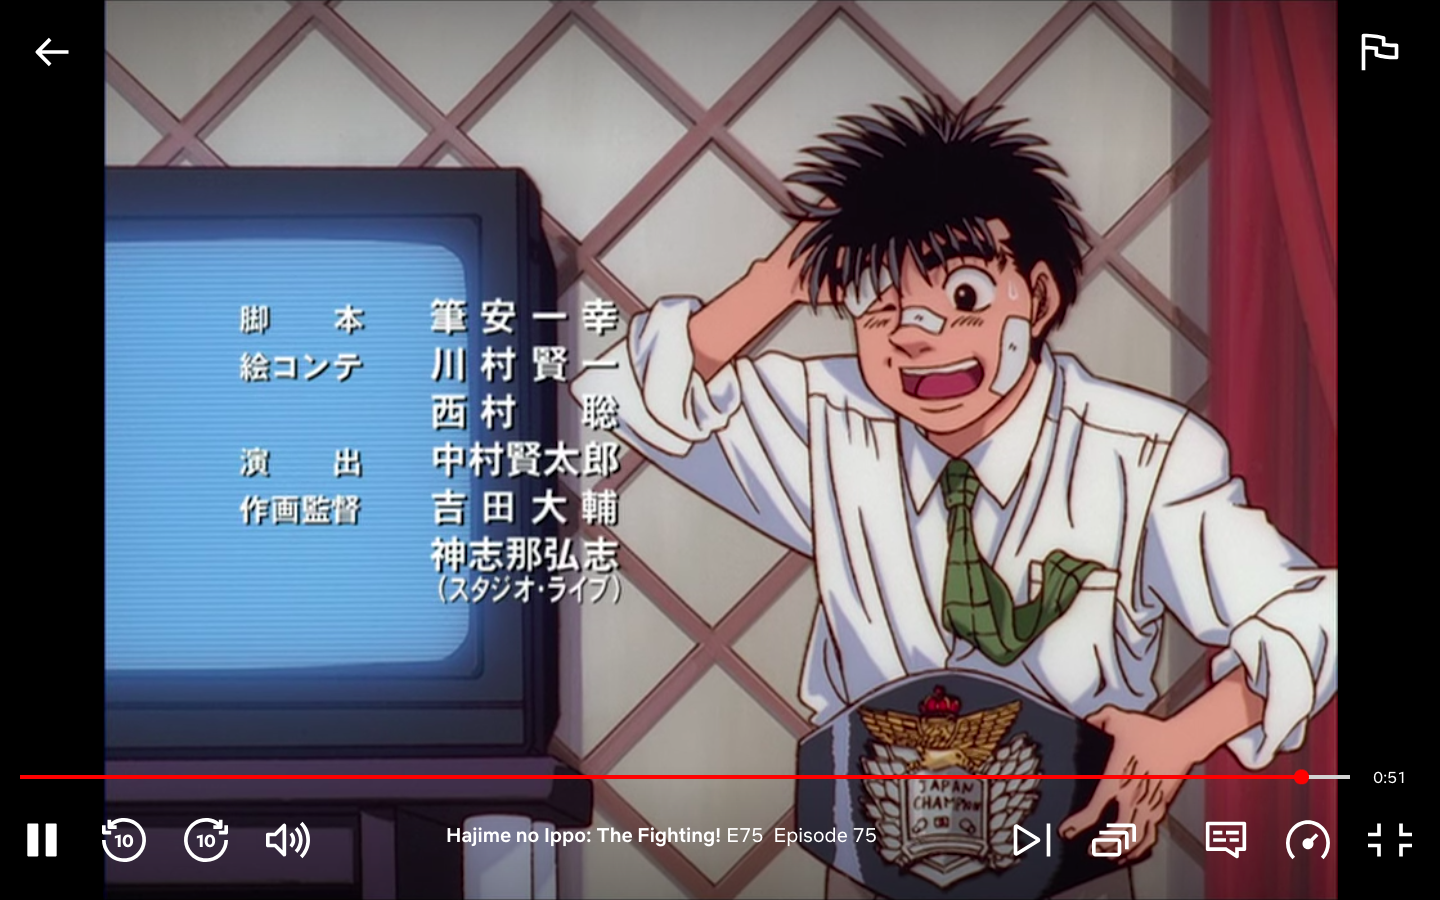 脚本 筆安一幸
絵コンテ 川村賢一
西村 聡
演出 中村賢太郎
作画監督 吉田大輔
神志那弘志
(スタジオ・ライブ)
JAPAN
CHAMPION
0:51
10 10 Hajime no Ippo: The Fighting! E75 Episode 75